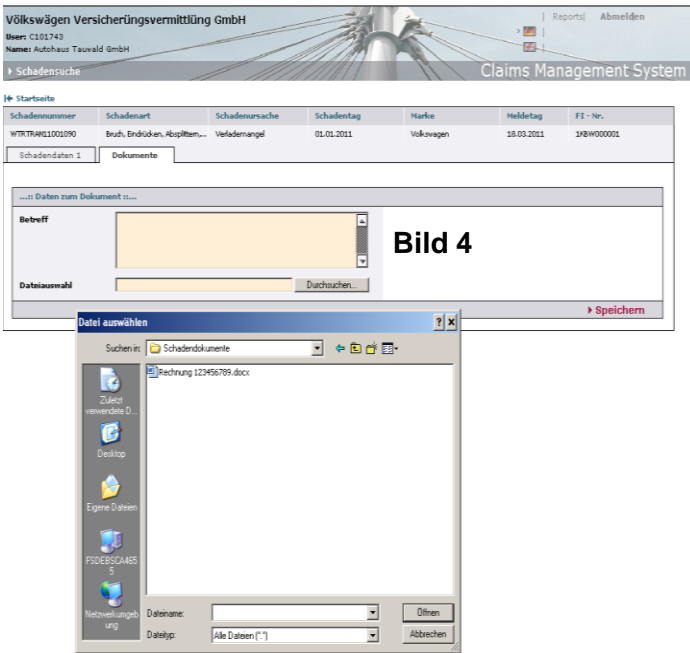 Völkswägen Versicherüngsvermittlüng GmbH
| Reports| Abmelden
User: C101743
Name: Autohaus Tauwald GmbH
Schadensuche
Claims Management System
Startseite
Schadennummer Schadenart Schadenursache Schadentag Marke Meldetag FI - Nr.
WTRTRAM11001090 Bruch, Eindrücken, Absplittern,... Verlademangel 01.01.2011 Volkswagen 18.03.2011 1KBW000001
Schadendaten 1 Dokumente
...:: Daten zum Dokument ::...
Betreff
Bild 4
Dateiauswahl Durchsuchen...
Speichern
Datei auswählen
Suchen in: Schadendokumente
Rechnung 123456789.docx
Zuletzt
verwendete D...
Desktop
Eigene Dateien
FSDEBSCA465
5
Netzwerkumgeb
ung
Dateiname: Öffnen
Dateityp: Alle Dateien (*.*) Abbrechen